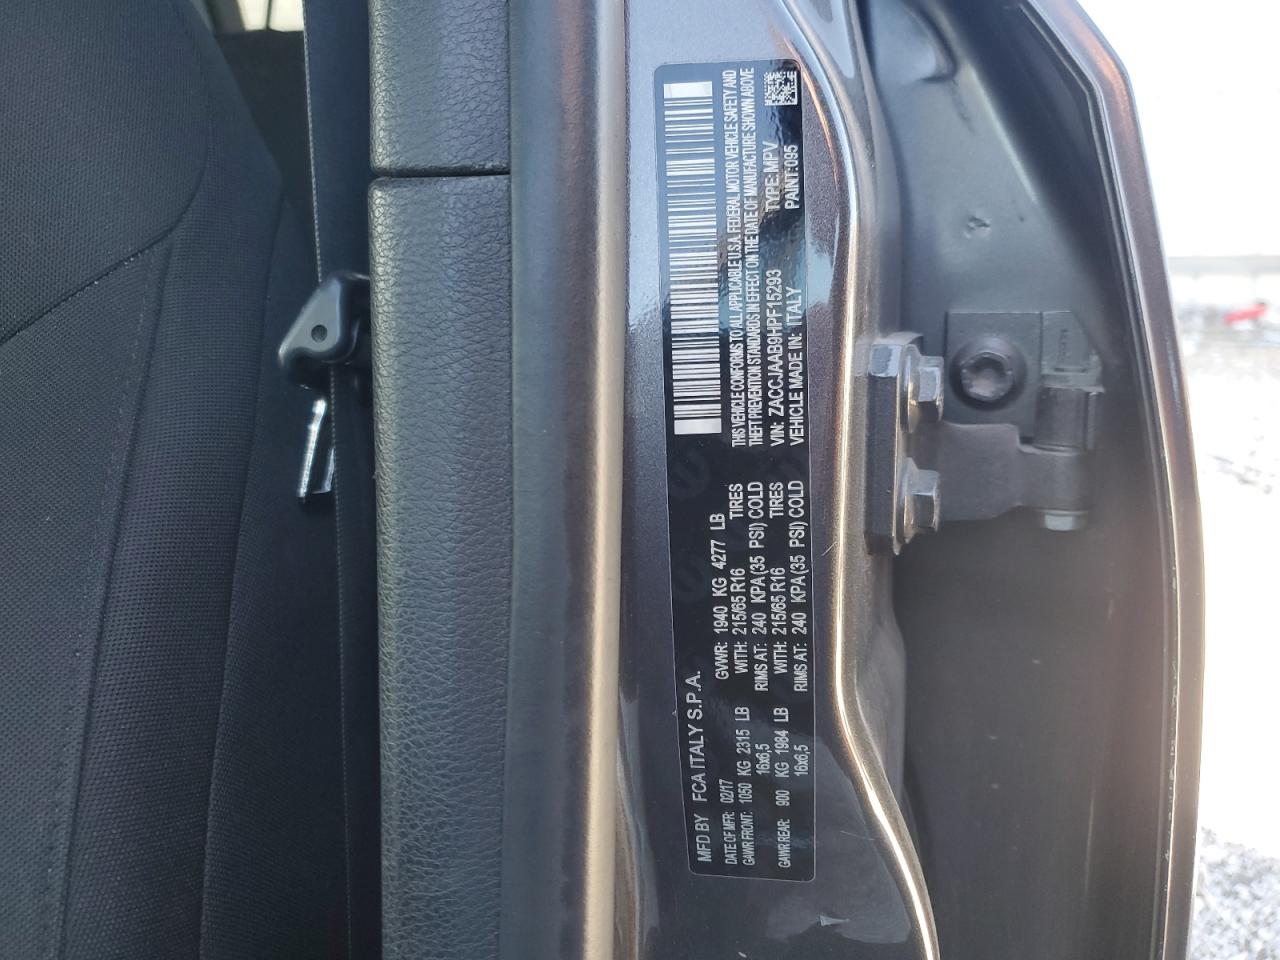 MFD BY FCA ITALY S.P.A.
DATE OF MFR: 02/17 GVWR: 1940 KG 4277 LB
GAWR FRONT: 1050 KG 2315 LB WITH: 215/65 R16 TIRES
16x6,5 RIMS AT: 240 KPA (35 PSI) COLD
GAWR REAR: 900 KG 1984 LB WITH: 215/65 R16 TIRES
16x6,5 RIMS AT: 240 KPA (35 PSI) COLD
THIS VEHICLE CONFORMS TO ALL APPLICABLE U.S.A. FEDERAL MOTOR VEHICLE SAFETY AND
THEFT PREVENTION STANDARDS IN EFFECT ON THE DATE OF MANUFACTURE SHOWN ABOVE
VIN: ZACCJAAB9HPF15293 TYPE: MPV
VEHICLE MADE IN: ITALY PAINT: 095